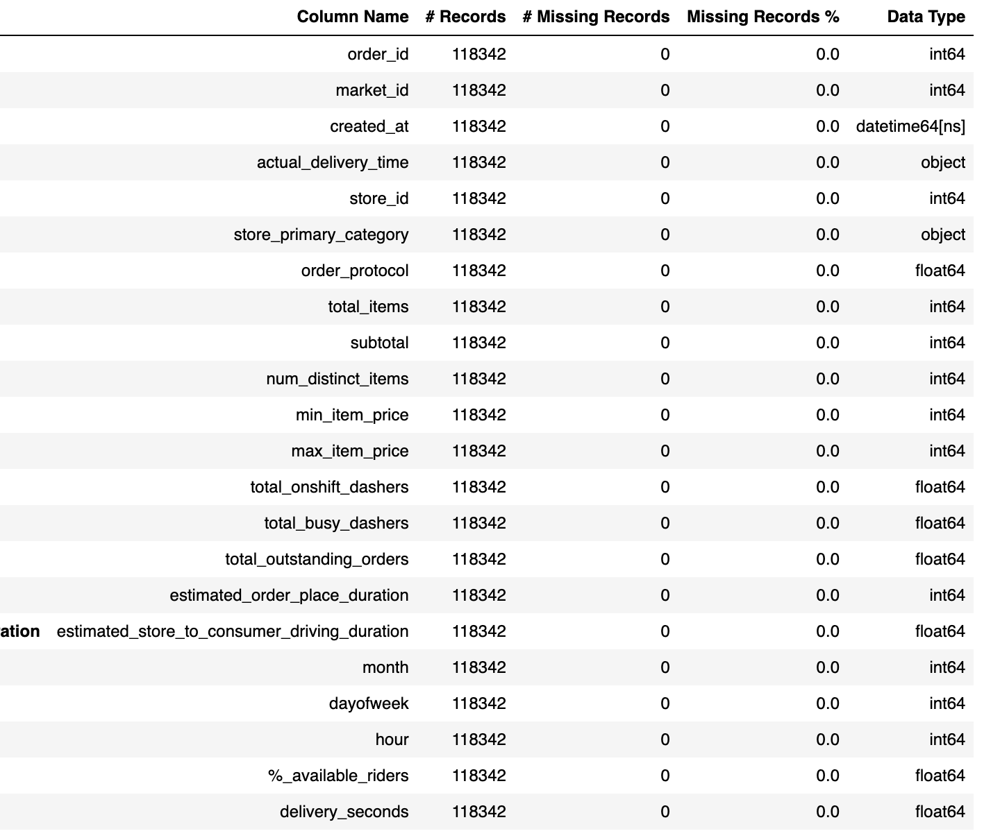 Column Name # Records # Missing Records Missing Records % Data Type
order_id 118342 0 0.0 int64
market_id 118342 0 0.0 int64
created_at 118342 0 0.0 datetime64[ns]
actual_delivery_time 118342 0 0.0 object
store_id 118342 0 0.0 int64
store_primary_category 118342 0 0.0 object
order_protocol 118342 0 0.0 float64
total_items 118342 0 0.0 int64
subtotal 118342 0 0.0 int64
num_distinct_items 118342 0 0.0 int64
min_item_price 118342 0 0.0 int64
max_item_price 118342 0 0.0 int64
total_onshift_dashers 118342 0 0.0 float64
total_busy_dashers 118342 0 0.0 float64
total_outstanding_orders 118342 0 0.0 float64
estimated_order_place_duration 118342 0 0.0 int64
ation estimated_store_to_consumer_driving_duration 118342 0 0.0 float64
month 118342 0 0.0 int64
dayofweek 118342 0 0.0 int64
hour 118342 0 0.0 int64
%_available_riders 118342 0 0.0 float64
delivery_seconds 118342 0 0.0 float64